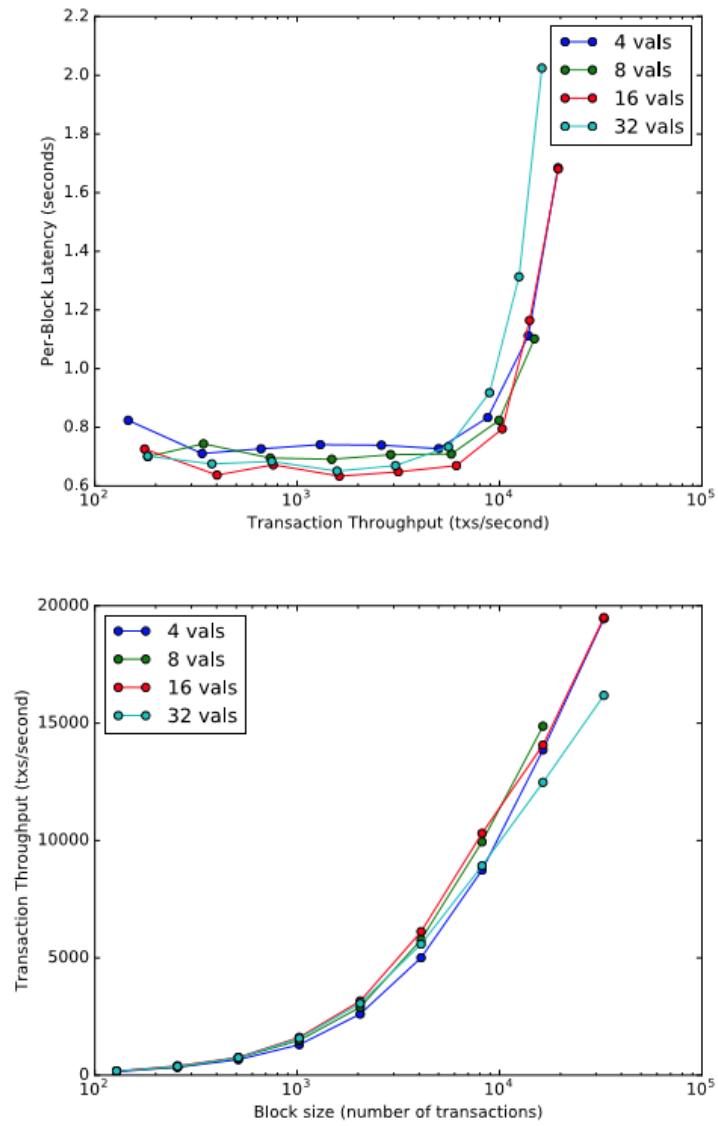 2.2
2.0
1.8
1.6
1.4
1.2
1.0
0.8
0.6
Per-Block Latency (seconds)
4 vals
8 vals
16 vals
32 vals
10² 10³ 10⁴ 10⁵
Transaction Throughput (txs/second)
20000
15000
10000
5000
0
Transaction Throughput (txs/second)
4 vals
8 vals
16 vals
32 vals
10² 10³ 10⁴ 10⁵
Block size (number of transactions)